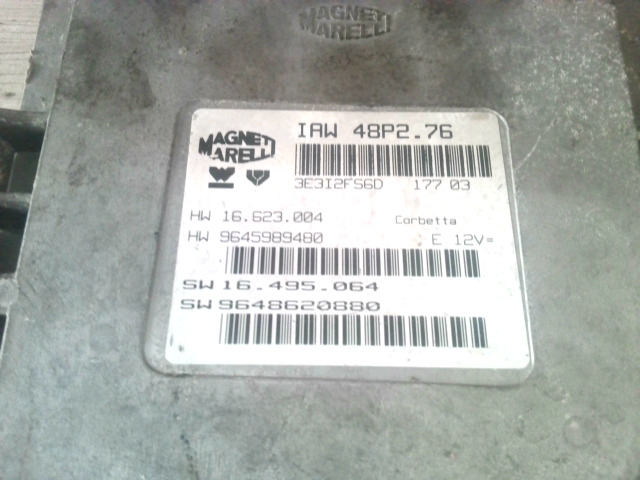 MAGNETI
MARELLI
MAGNETI
MARELLI
IAW 48P2.76
3E3I2FS6D 177 03
HW 16.623.004 Corbetta
HW 9645989480 E 12V=
SW 16.495.064
SW 9648620880